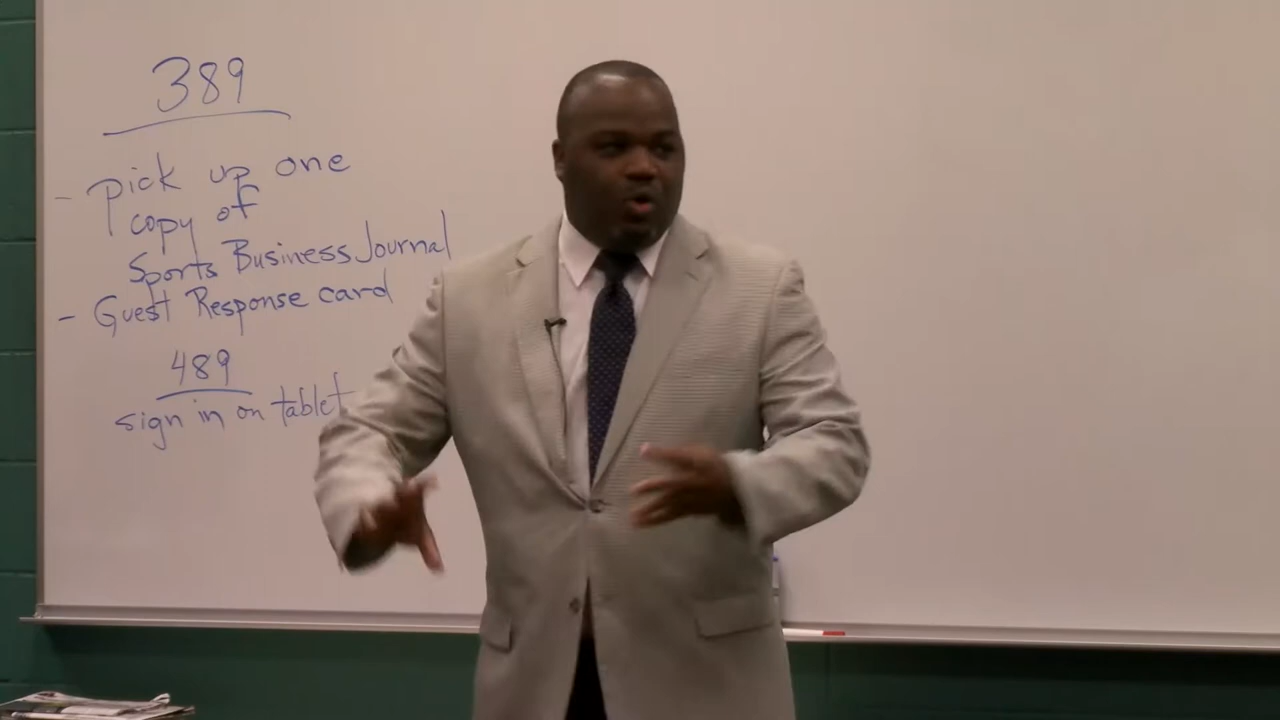 389
- pick up one
copy of
Sports Business Journal
- Guest Response card
489
sign in on tablet